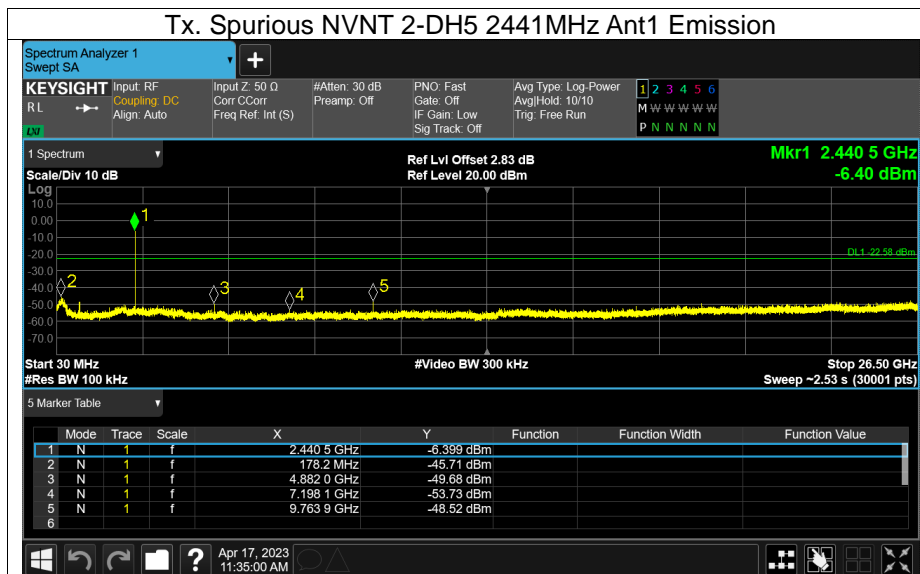 Tx. Spurious NVNT 2-DH5 2441MHz Ant1 Emission
Spectrum Analyzer 1
Swept SA
+
KEYSIGHT
R L
LXI
Input: RF
Coupling: DC
Align: Auto
Input Z: 50 Ω
Corr CCorr
Freq Ref: Int (S)
#Atten: 30 dB
Preamp: Off
PNO: Fast
Gate: Off
IF Gain: Low
Sig Track: Off
Avg Type: Log-Power
Avg|Hold: 10/10
Trig: Free Run
1 2 3 4 5 6
M W W W W W
P N N N N N
1 Spectrum
Scale/Div 10 dB
Ref Lvl Offset 2.83 dB
Ref Level 20.00 dBm
Mkr1 2.440 5 GHz
-6.40 dBm
Log
10.0
0.00
-10.0
-20.0
-30.0
-40.0
-50.0
-60.0
-70.0
1
2
3
4
5
DL1 -22.58 dBm
Start 30 MHz
#Res BW 100 kHz
#Video BW 300 kHz
Stop 26.50 GHz
Sweep ~2.53 s (30001 pts)
5 Marker Table
Mode Trace Scale X Y Function Function Width Function Value
1 N 1 f 2.440 5 GHz -6.399 dBm
2 N 1 f 178.2 MHz -45.71 dBm
3 N 1 f 4.882 0 GHz -49.68 dBm
4 N 1 f 7.198 1 GHz -53.73 dBm
5 N 1 f 9.763 9 GHz -48.52 dBm
6
?
Apr 17, 2023
11:35:00 AM